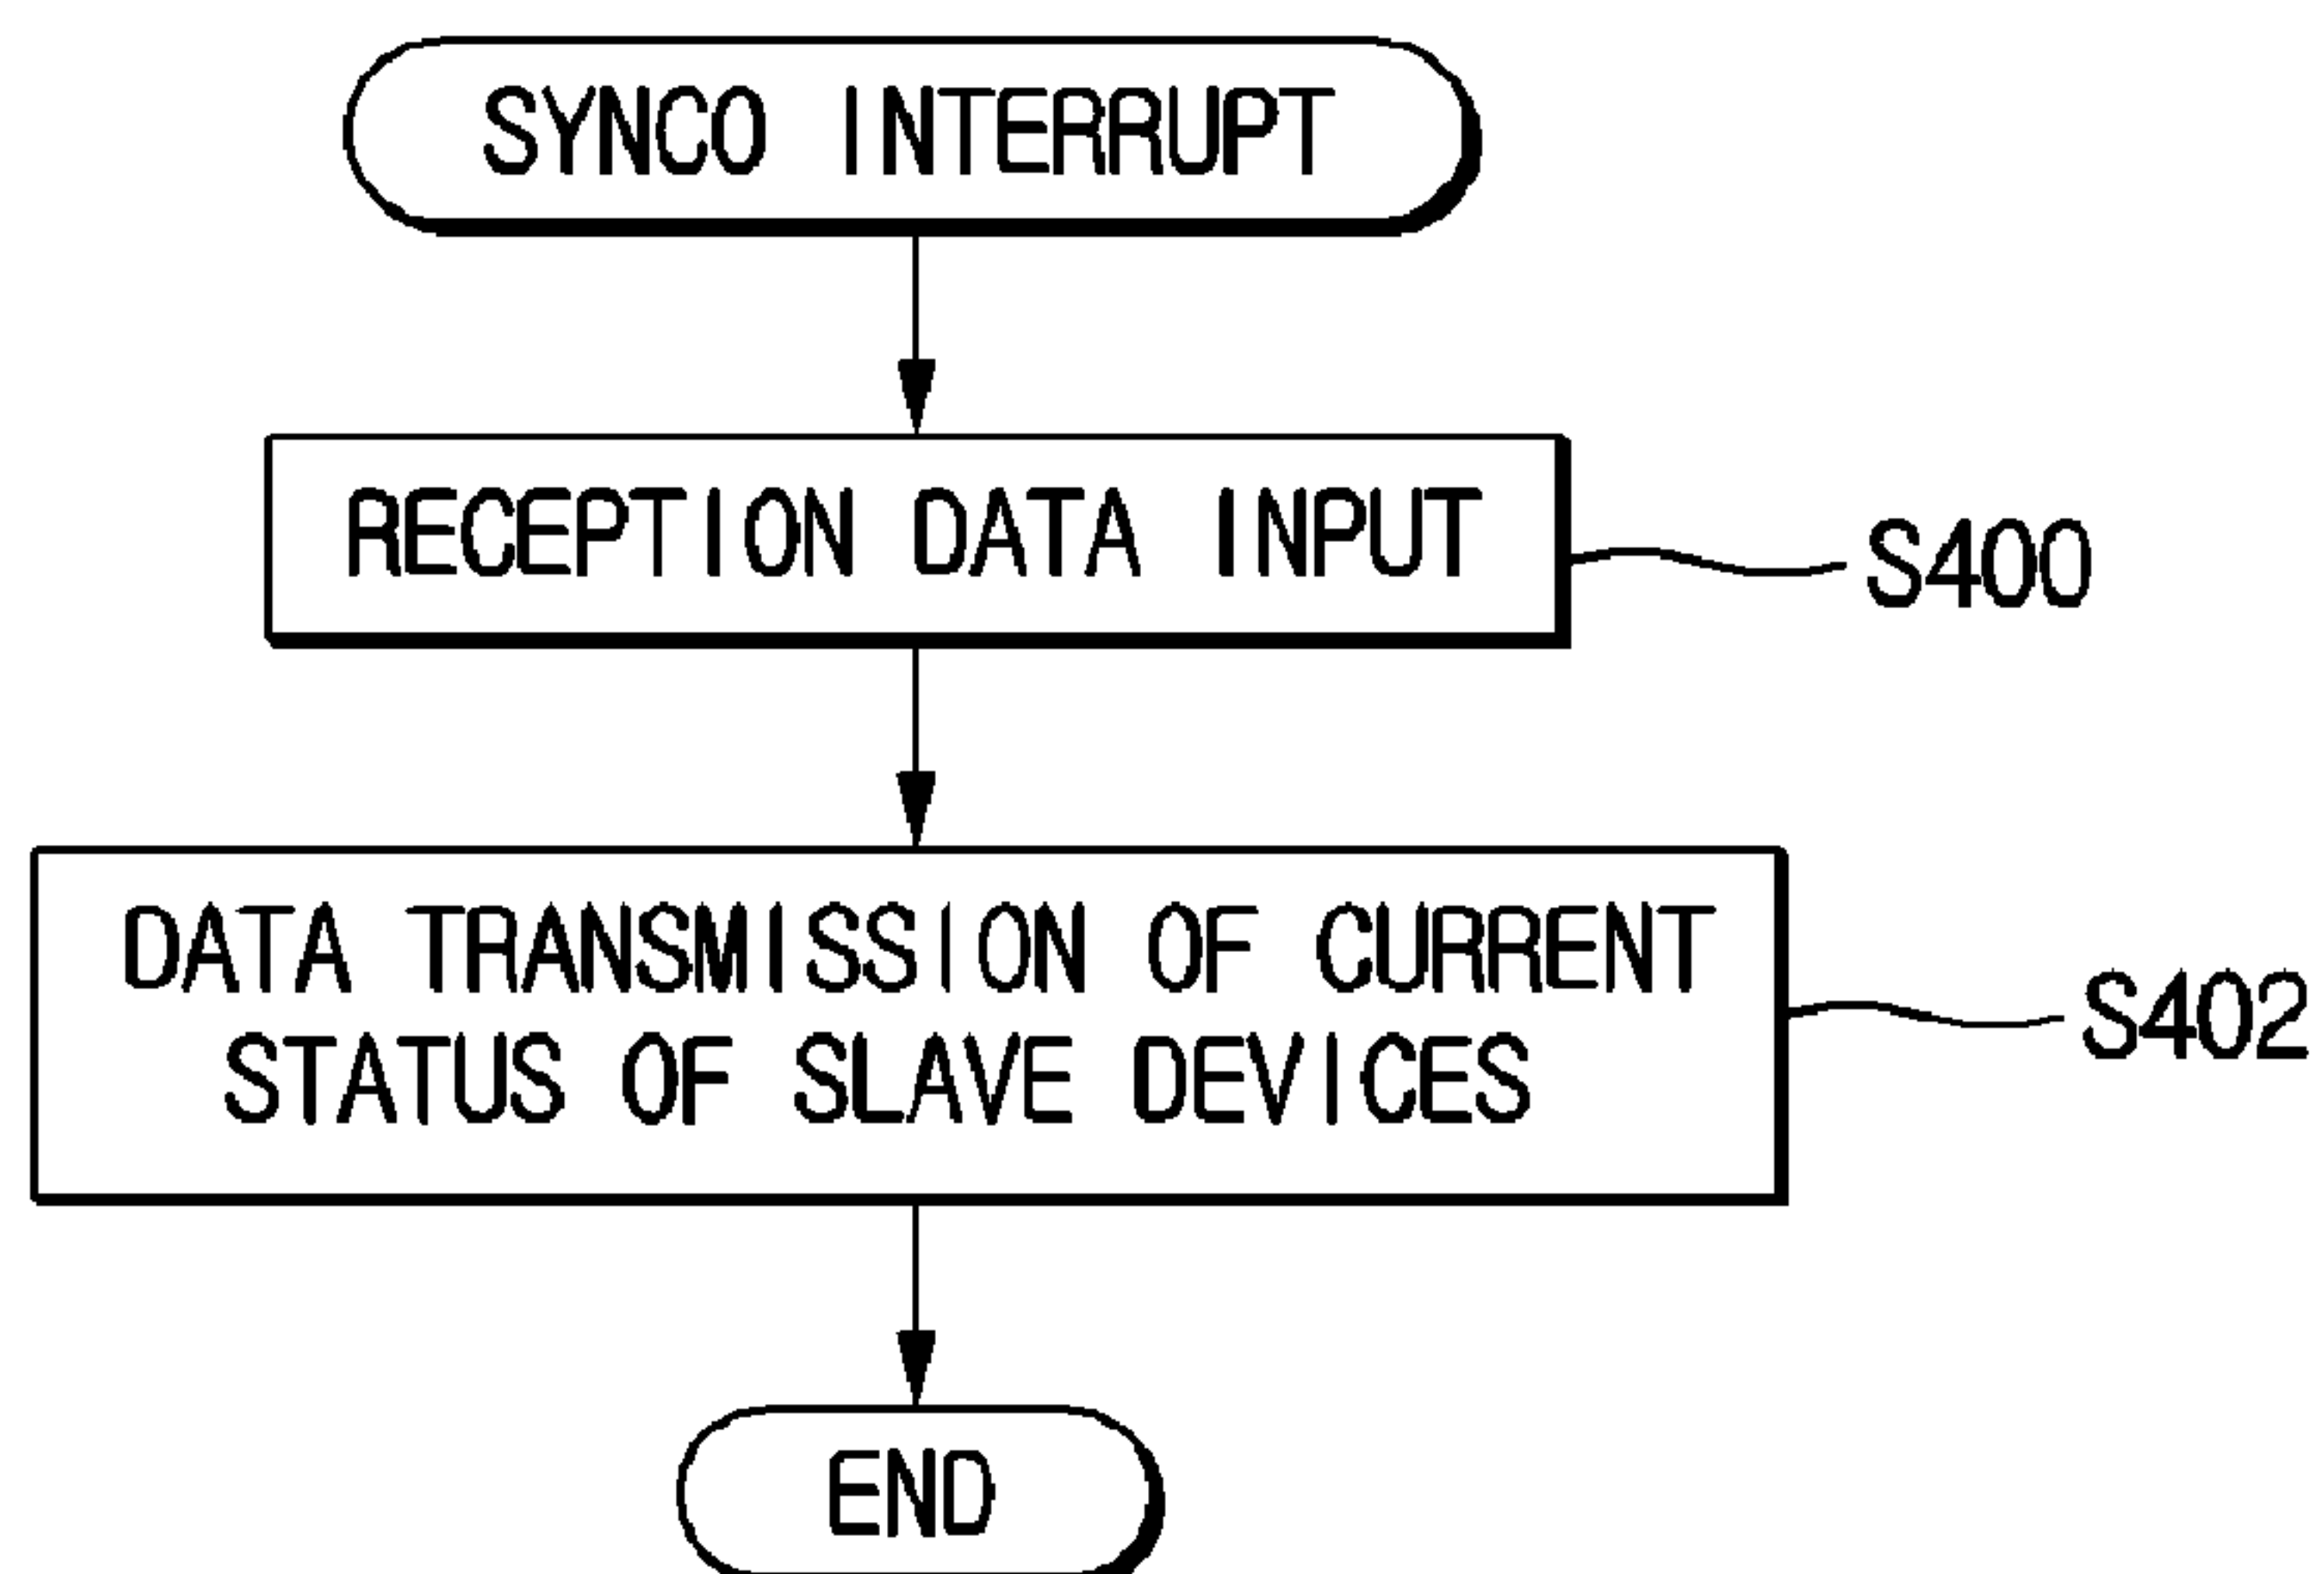 SYNCO INTERRUPT
RECEPTION DATA INPUT
S400
DATA TRANSMISSION OF CURRENT
STATUS OF SLAVE DEVICES
S402
END